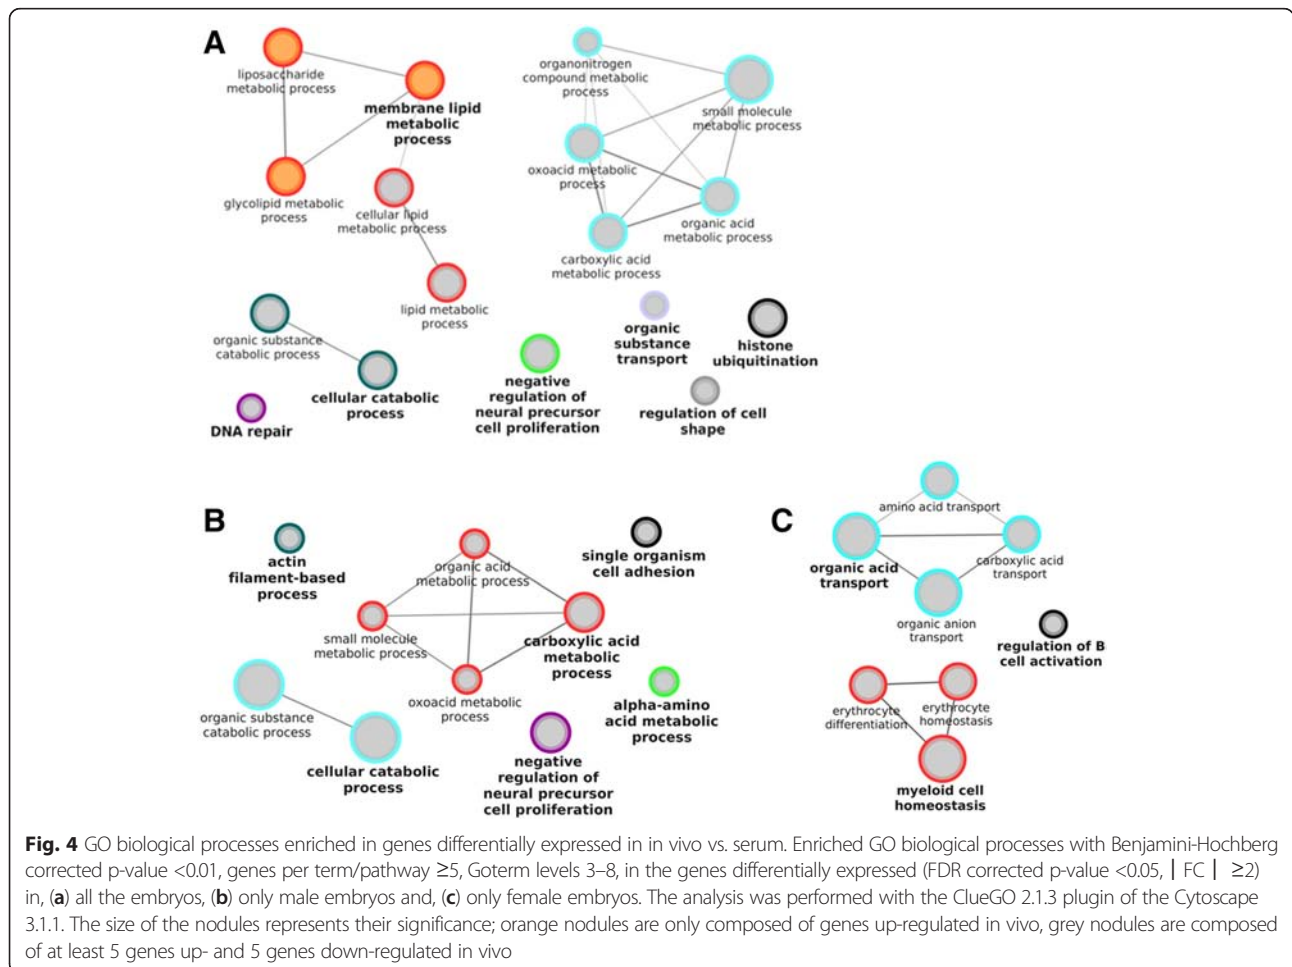 A
liposaccharide
metabolic process
membrane lipid
metabolic
process
glycolipid metabolic
process
cellular lipid
metabolic process
lipid metabolic
process
organonitrogen
compound metabolic
process
small molecule
metabolic process
oxoacid metabolic
process
organic acid
metabolic process
carboxylic acid
metabolic process
organic substance
catabolic process
cellular catabolic
process
DNA repair
negative
regulation of
neural precursor
cell proliferation
organic
substance
transport
histone
ubiquitination
regulation of cell
shape
B
actin
filament-based
process
organic acid
metabolic process
single organism
cell adhesion
small molecule
metabolic process
carboxylic acid
metabolic
process
oxoacid metabolic
process
organic substance
catabolic process
cellular catabolic
process
negative
regulation of
neural precursor
cell proliferation
alpha-amino
acid metabolic
process
C
amino acid transport
organic acid
transport
carboxylic acid
transport
organic anion
transport
regulation of B
cell activation
erythrocyte
differentiation
erythrocyte
homeostasis
myeloid cell
homeostasis
Fig. 4 GO biological processes enriched in genes differentially expressed in in vivo vs. serum. Enriched GO biological processes with Benjamini-Hochberg
corrected p-value <0.01, genes per term/pathway ≥5, Goterm levels 3–8, in the genes differentially expressed (FDR corrected p-value <0.05, | FC | ≥2)
in, (a) all the embryos, (b) only male embryos and, (c) only female embryos. The analysis was performed with the ClueGO 2.1.3 plugin of the Cytoscape
3.1.1. The size of the nodules represents their significance; orange nodules are only composed of genes up-regulated in vivo, grey nodules are composed
of at least 5 genes up- and 5 genes down-regulated in vivo